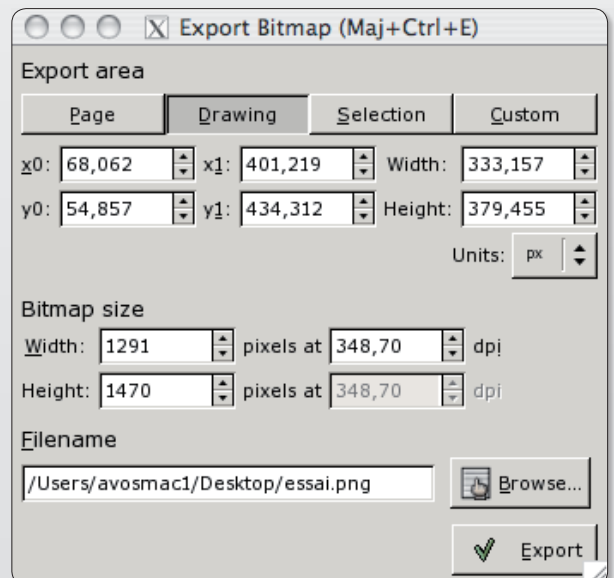 Export Bitmap (Maj+Ctrl+E)
Export area
Page Drawing Selection Custom
x0: 68,062 x1: 401,219 Width: 333,157
y0: 54,857 y1: 434,312 Height: 379,455
Units: px
Bitmap size
Width: 1291 pixels at 348,70 dpi
Height: 1470 pixels at 348,70 dpi
Filename
/Users/avosmac1/Desktop/essai.png Browse...
Export